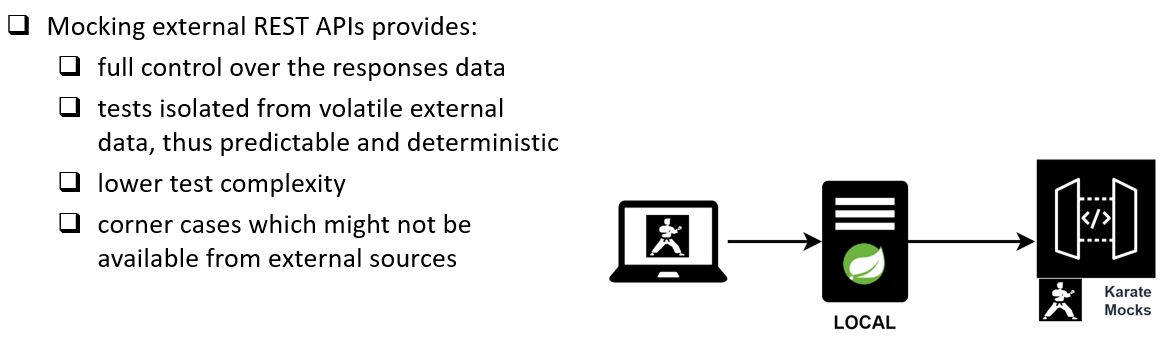 Mocking external REST APIs provides:
full control over the responses data
tests isolated from volatile external
data, thus predictable and deterministic
lower test complexity
corner cases which might not be
available from external sources
</>
LOCAL
Karate
Mocks